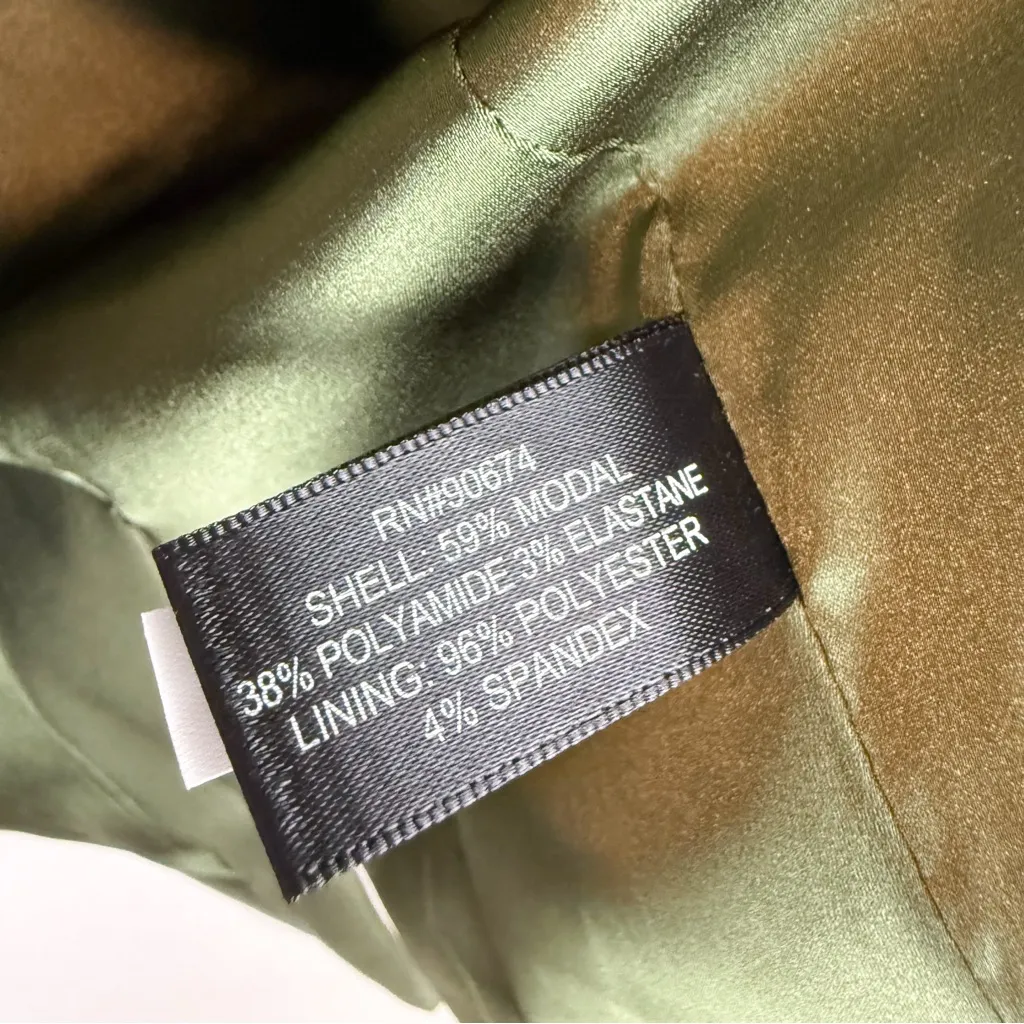 RN#90674
SHELL 59% MODAL
38% POLYAMIDE 3% ELASTANE
LINING: 96% POLYESTER
4% SPANDEX